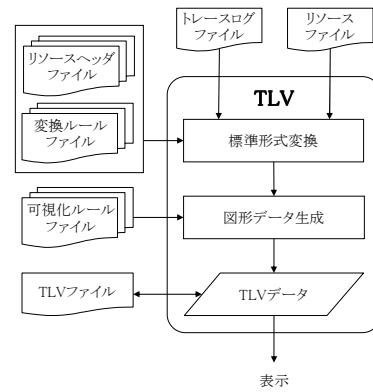 トレースログ
ファイル
リソース
ファイル
リソースヘッダ
ファイル
変換ルール
ファイル
TLV
標準形式変換
可視化ルール
ファイル
図形データ生成
TLVファイル
TLVデータ
表示